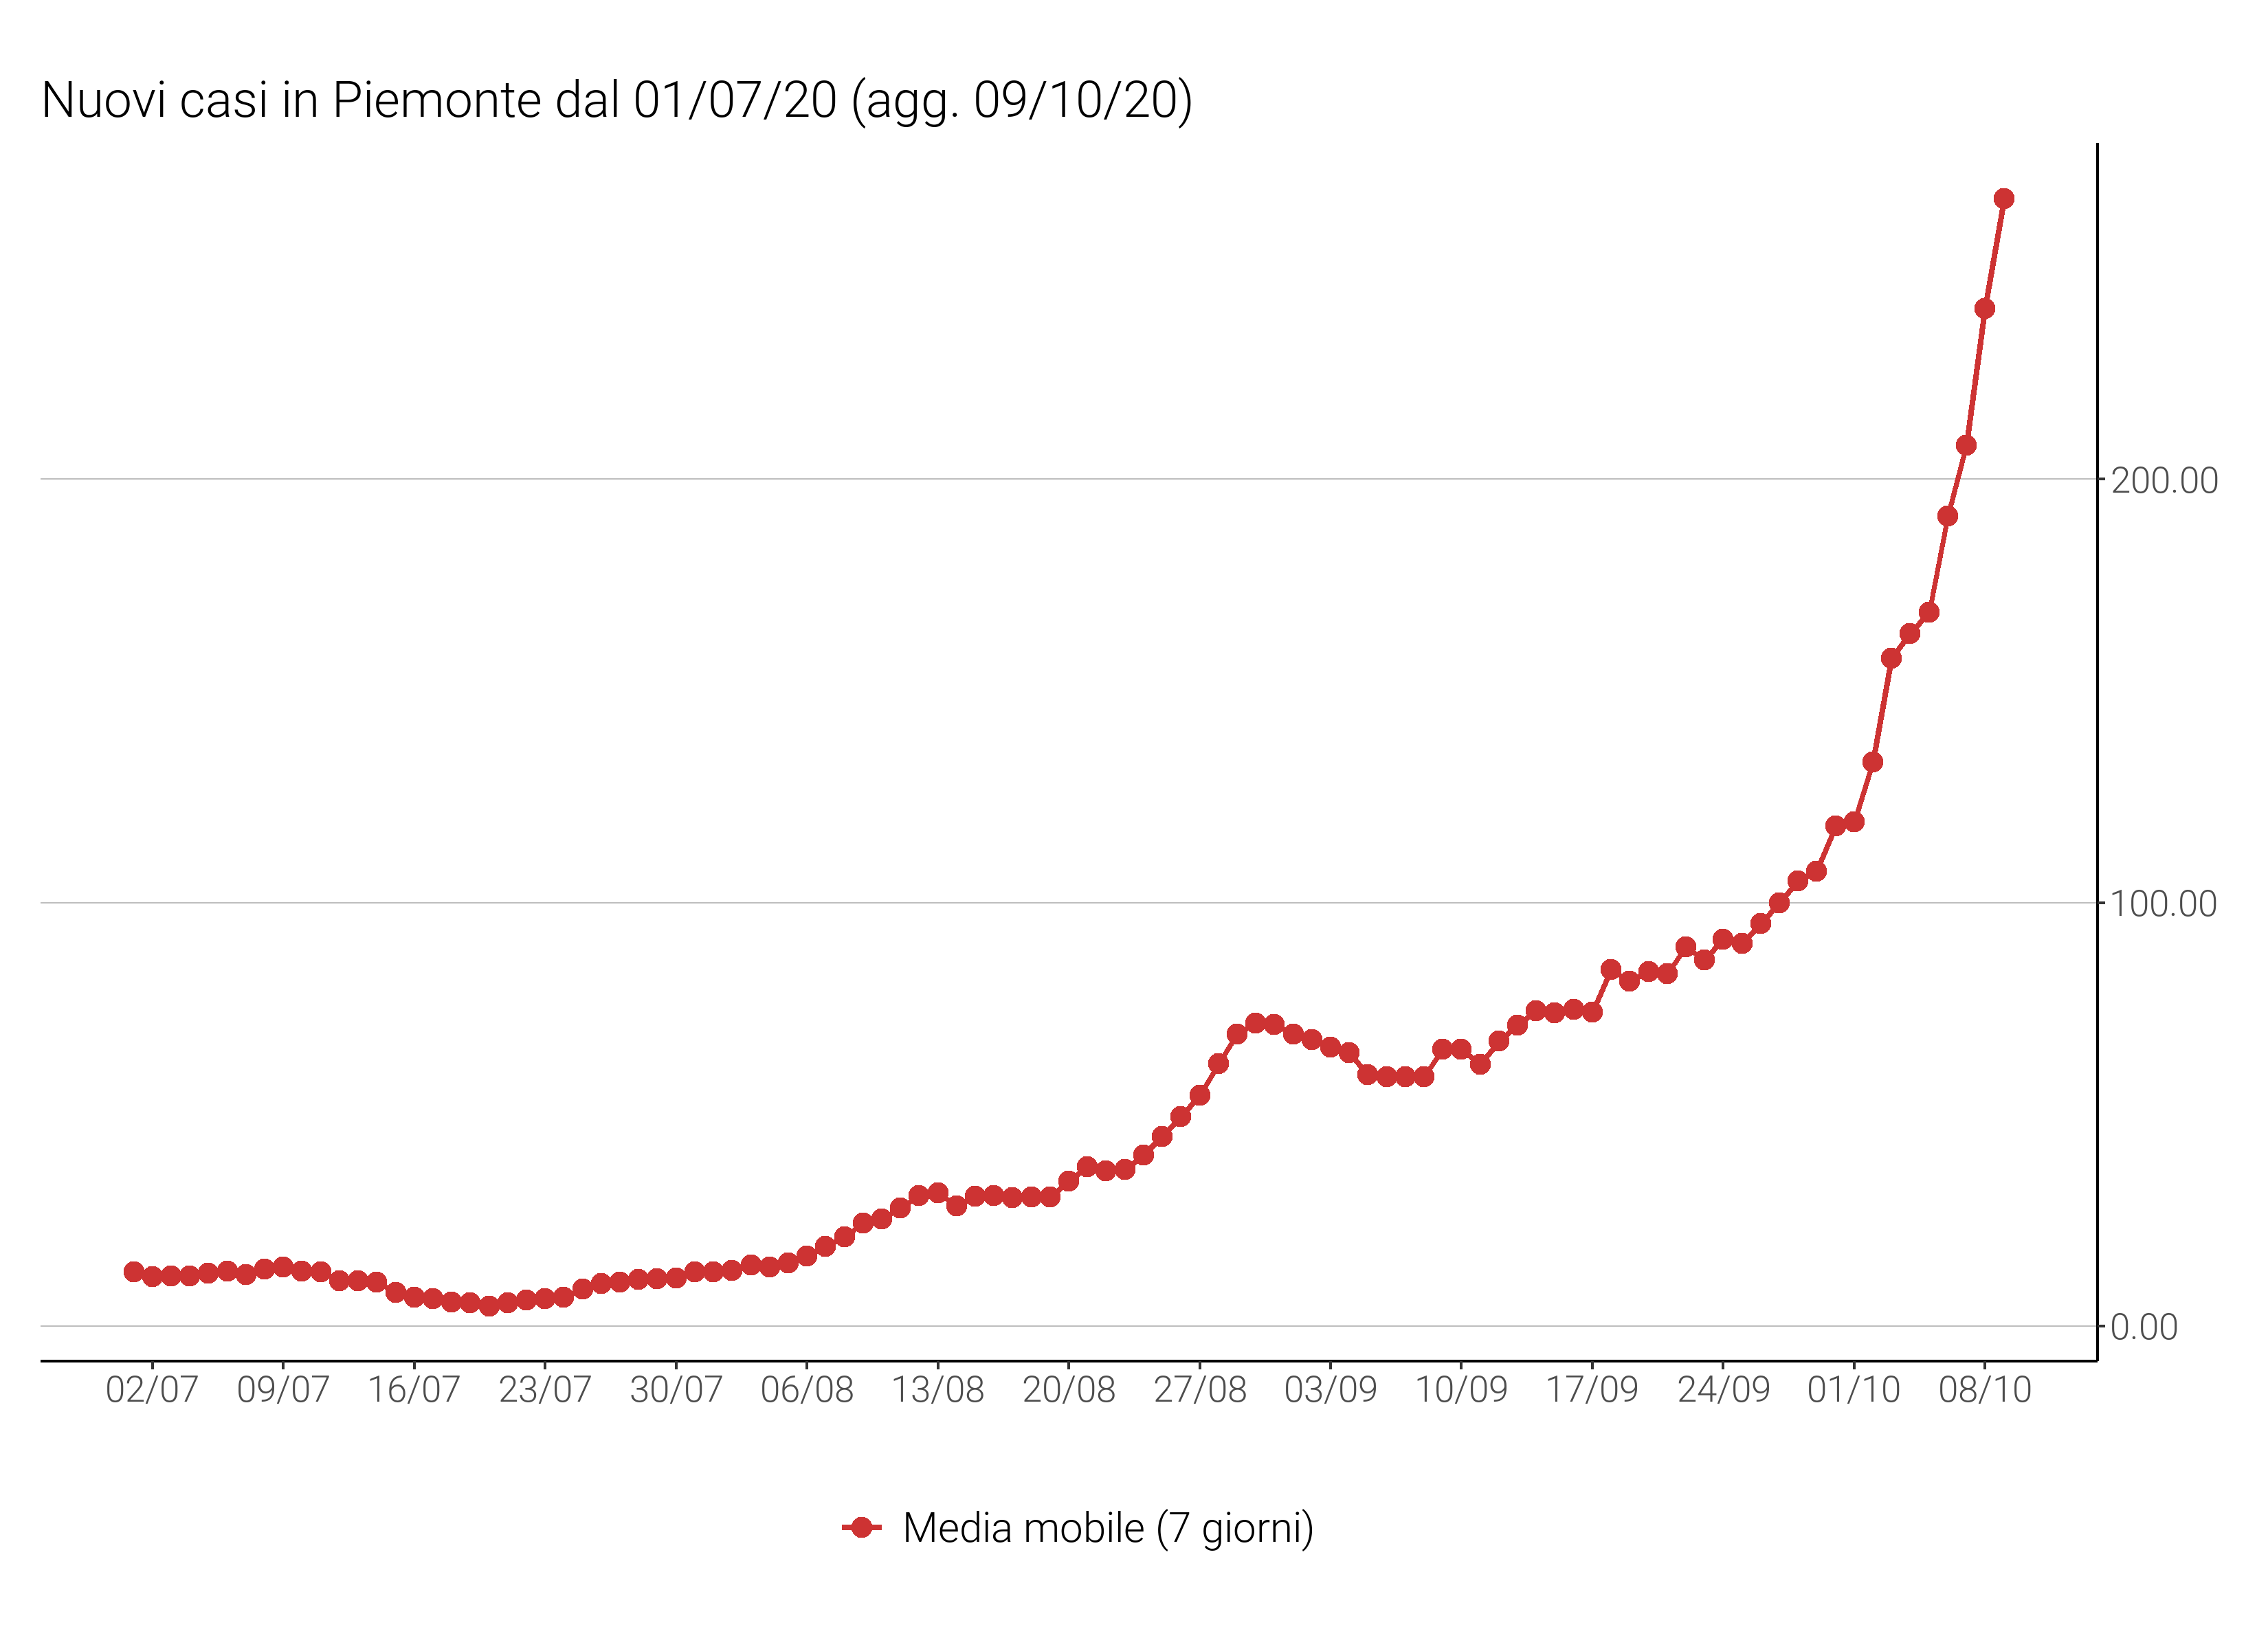 Nuovi casi in Piemonte dal 01/07/20 (agg. 09/10/20)
200.00
100.00
0.00
02/07 09/07 16/07 23/07 30/07 06/08 13/08 20/08 27/08 03/09 10/09 17/09 24/09 01/10 08/10
Media mobile (7 giorni)